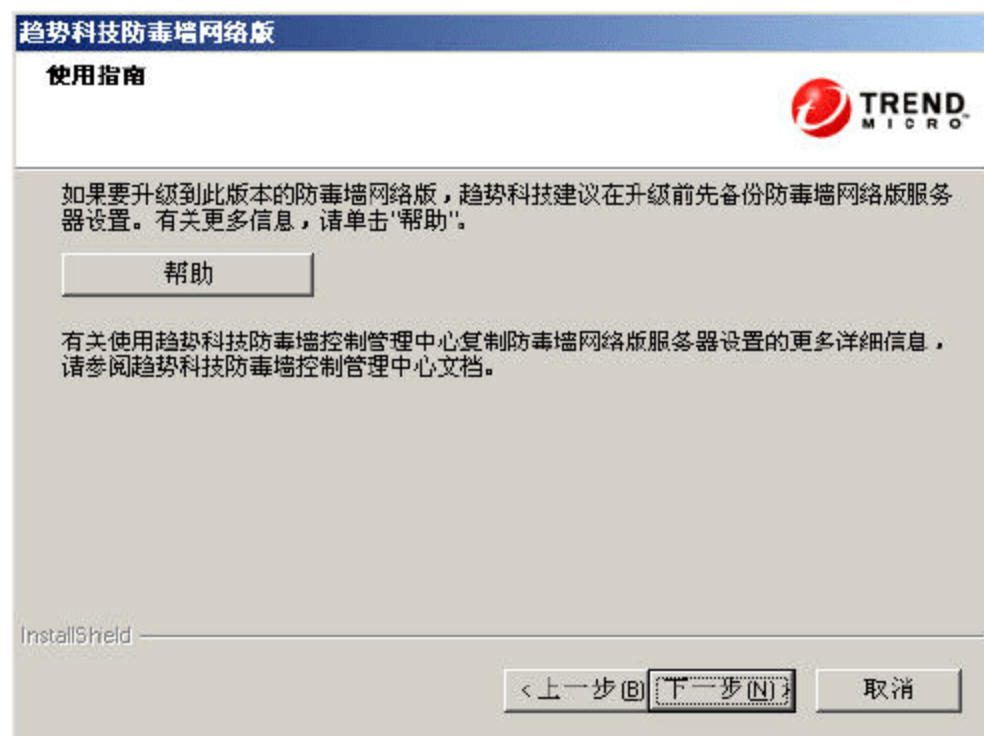 趋势科技防毒墙网络版
使用指南
TREND
MICRO
如果要升级到此版本的防毒墙网络版，趋势科技建议在升级前先备份防毒墙网络版服务
器设置。有关更多信息，请单击"帮助"。
帮助
有关使用趋势科技防毒墙控制管理中心复制防毒墙网络版服务器设置的更多详细信息，
请参阅趋势科技防毒墙控制管理中心文档。
InstallShield
<上一步(B) 下一步(N)> 取消